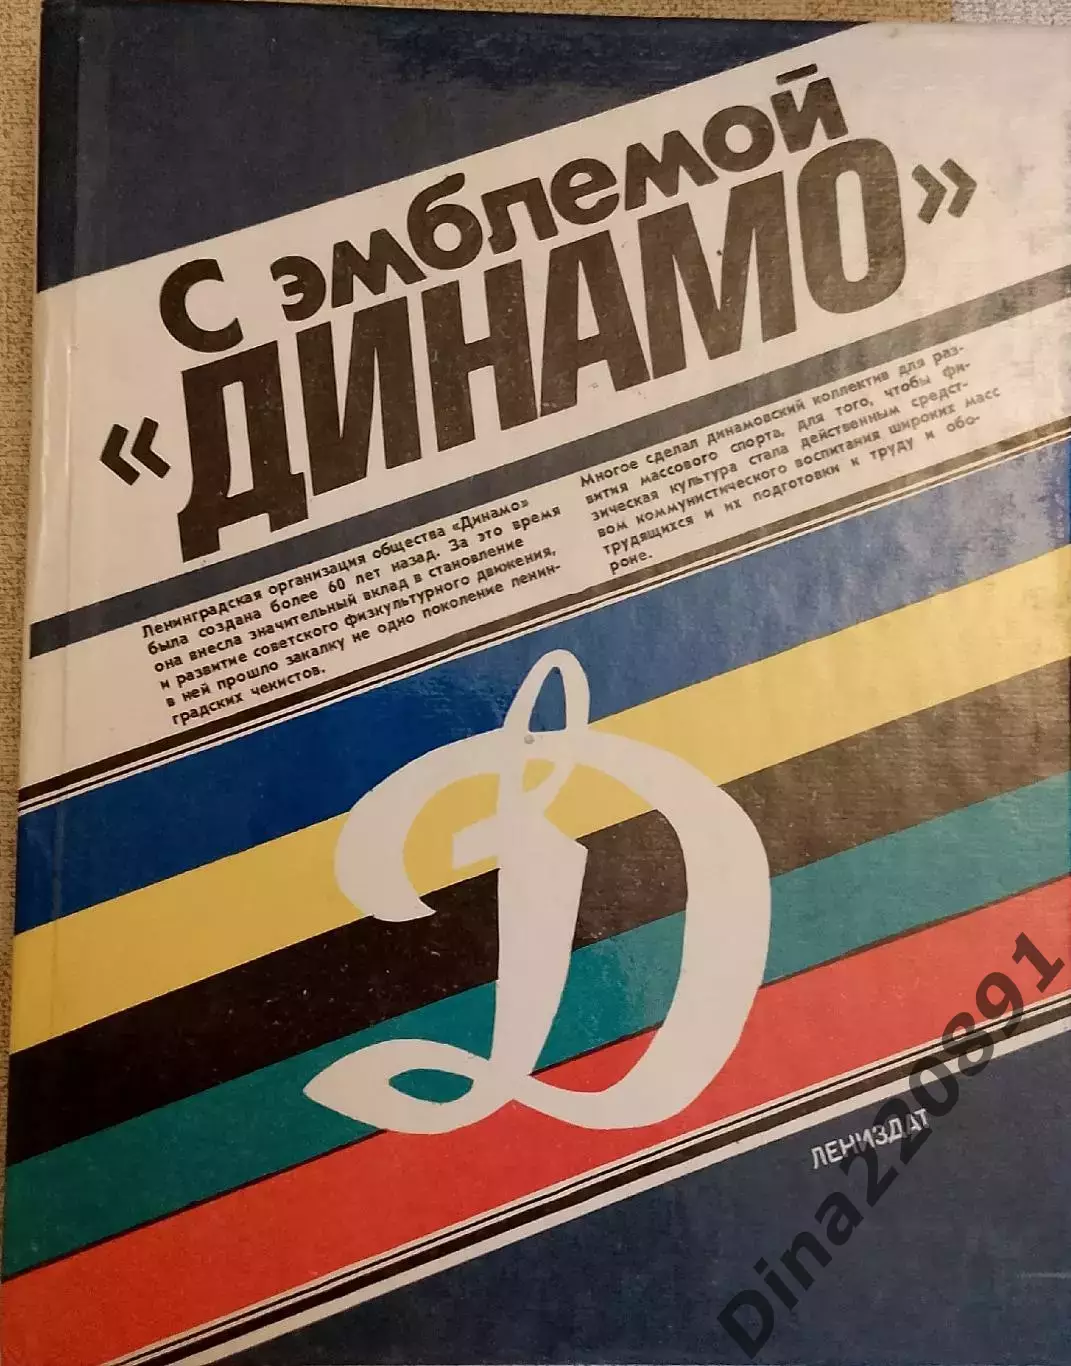 С эмблемой
«ДИНАМО»
Ленинградская организация общества «Динамо»
была создана более 60 лет назад. За это время
она внесла значительный вклад в становление
и развитие советского физкультурного движения,
в ней прошло закалку не одно поколение ленин-
градских чекистов.
Многое сделал динамовский коллектив для раз-
вития массового спорта, для того, чтобы фи-
зическая культура стала действенным средст-
вом коммунистического воспитания широких масс
трудящихся и их подготовки к труду и обо-
роне.
Д
ЛЕНИЗДАТ
Dina220891